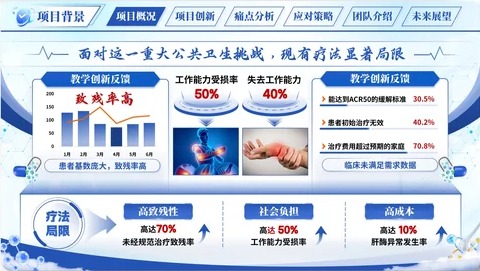 项目背景
项目概况
项目创新
痛点分析
应对策略
团队介绍
未来展望
面对这一重大公共卫生挑战，现有疗法显著局限
教学创新反馈
致残率高
200
150
100
50
0
1月 2月 3月 4月 5月 6月
患者基数庞大，致残率高
工作能力受损率
50%
失去工作能力
40%
教学创新反馈
能达到ACR50的缓解标准 30.5%
患者初始治疗无效 40.2%
治疗费用超过预期的家庭 70.8%
临床未满足需求数据
疗法
局限
高致残性
高达70%
未经规范治疗致残率
社会负担
高达 50%
工作能力受损率
高成本
高达 10%
肝酶异常发生率